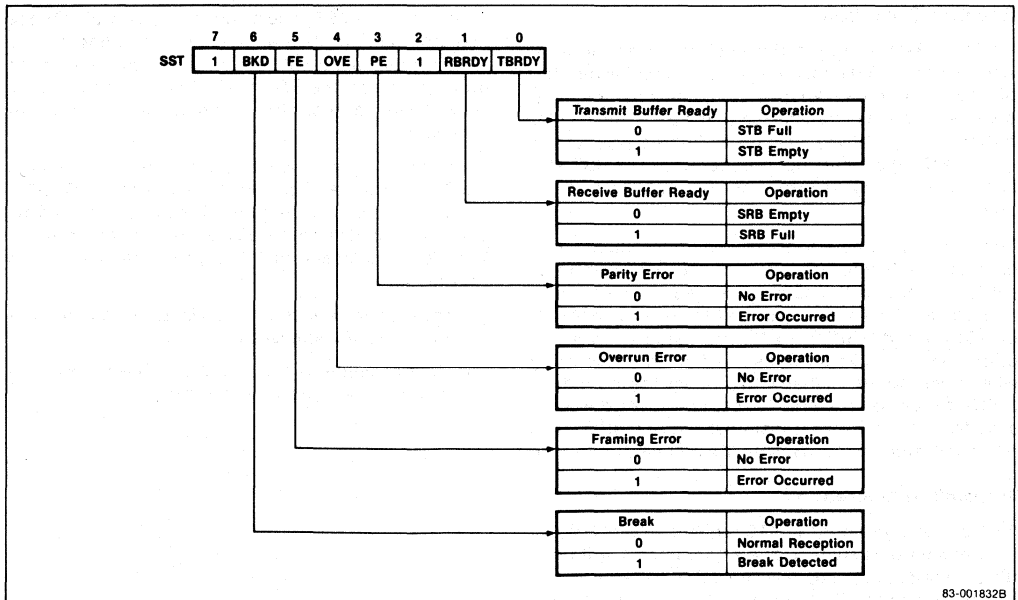 7 6 5 4 3 2 1 0
SST 1 BKD FE OVE PE 1 RBRDY TBRDY
Transmit Buffer Ready Operation
0 STB Full
1 STB Empty
Receive Buffer Ready Operation
0 SRB Empty
1 SRB Full
Parity Error Operation
0 No Error
1 Error Occurred
Overrun Error Operation
0 No Error
1 Error Occurred
Framing Error Operation
0 No Error
1 Error Occurred
Break Operation
0 Normal Reception
1 Break Detected
83-001832B